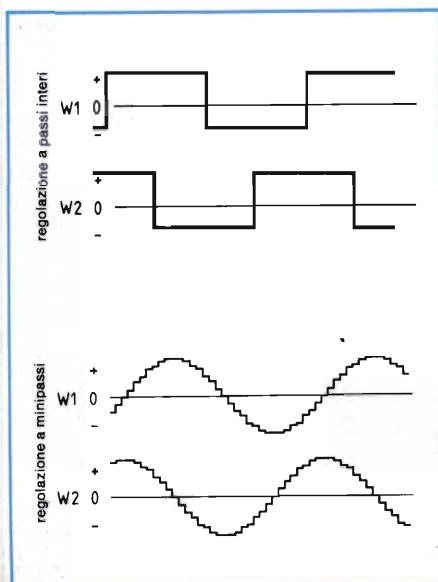 regolazione a passi interi
+
W1 0
-
+
W2 0
-
regolazione a minipassi
+
W1 0
-
+
W2 0
-